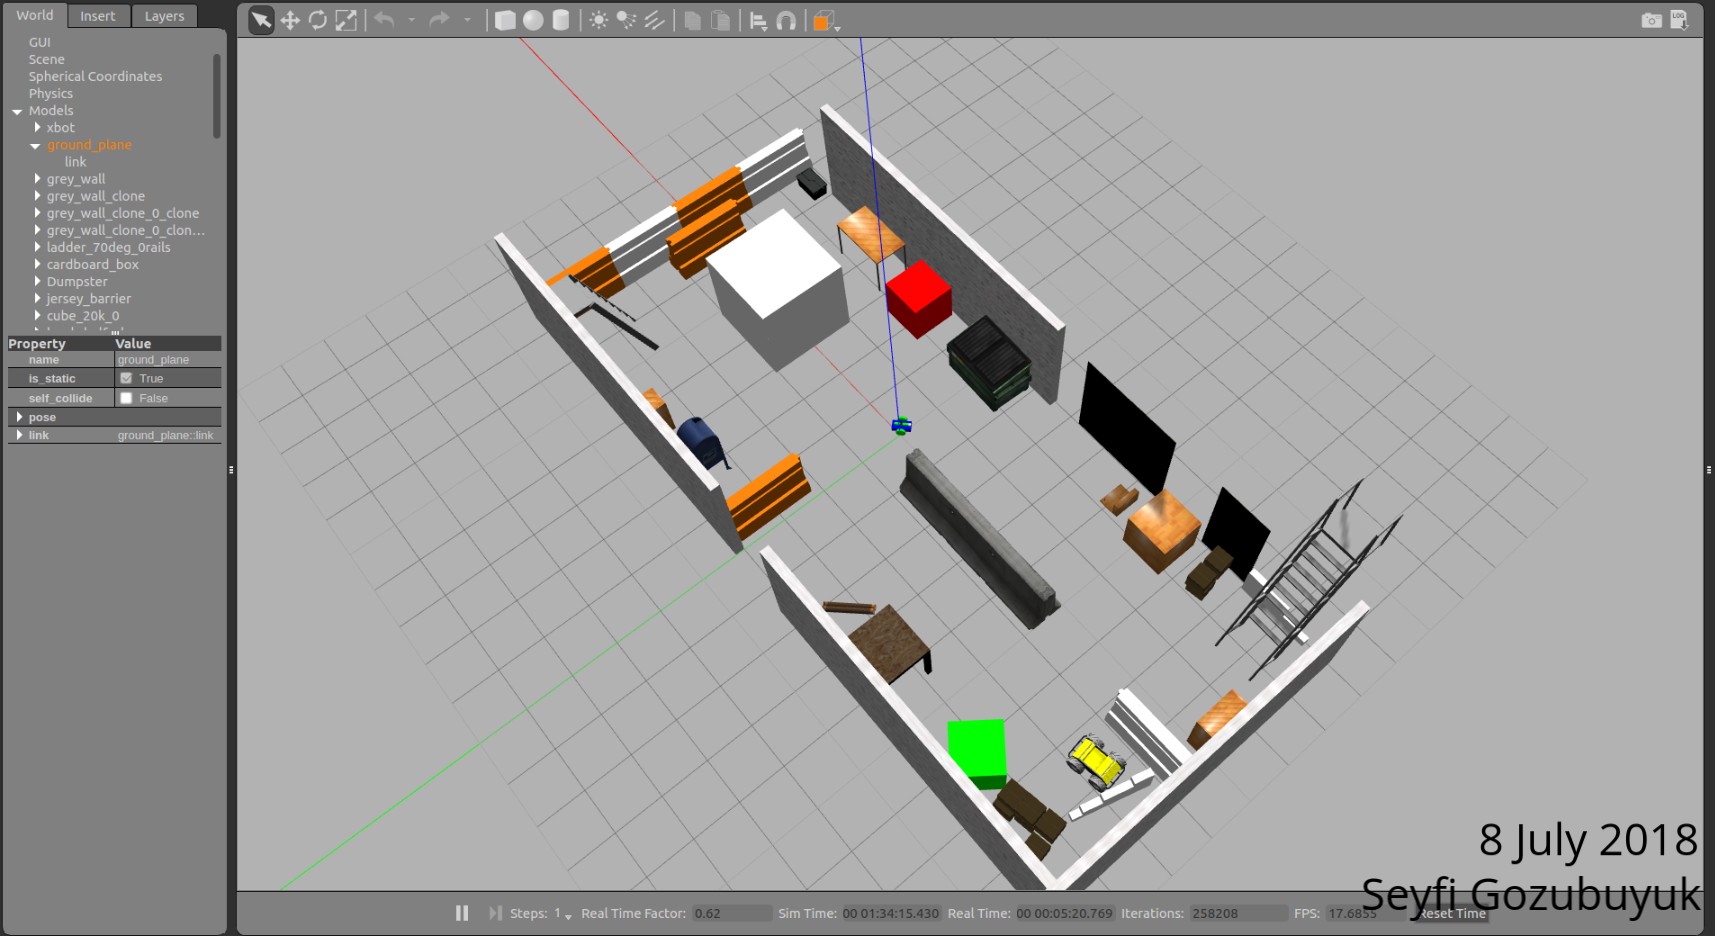 World Insert Layers
GUI
Scene
Spherical Coordinates
Physics
Models
xbot
ground_plane
link
grey_wall
grey_wall_clone
grey_wall_clone_0_clone
grey_wall_clone_0_clon...
ladder_70deg_0rails
cardboard_box
Dumpster
jersey_barrier
cube_20k_0
Property Value
name ground_plane
is_static True
self_collide False
pose
link ground_plane::link
LOG
8 July 2018
Seyfi Gozubuyuk
Steps: 1 Real Time Factor: 0.62 Sim Time: 00 01:34:15.430 Real Time: 00 00:05:20.769 Iterations: 258208 FPS: 17.6855 Reset Time